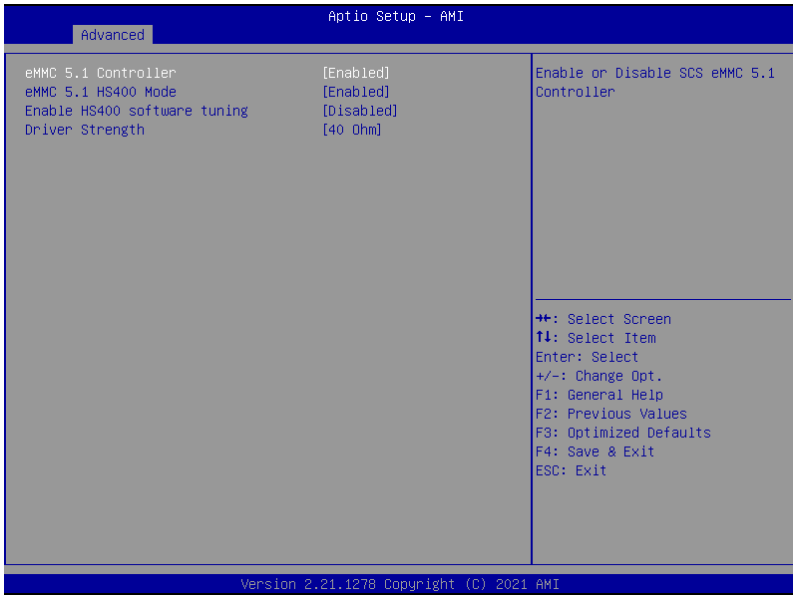 Aptio Setup – AMI
Advanced
eMMC 5.1 Controller [Enabled]
eMMC 5.1 HS400 Mode [Enabled]
Enable HS400 software tuning [Disabled]
Driver Strength [40 Ohm]
Enable or Disable SCS eMMC 5.1
Controller
→←: Select Screen
↑↓: Select Item
Enter: Select
+/-: Change Opt.
F1: General Help
F2: Previous Values
F3: Optimized Defaults
F4: Save & Exit
ESC: Exit
Version 2.21.1278 Copyright (C) 2021 AMI